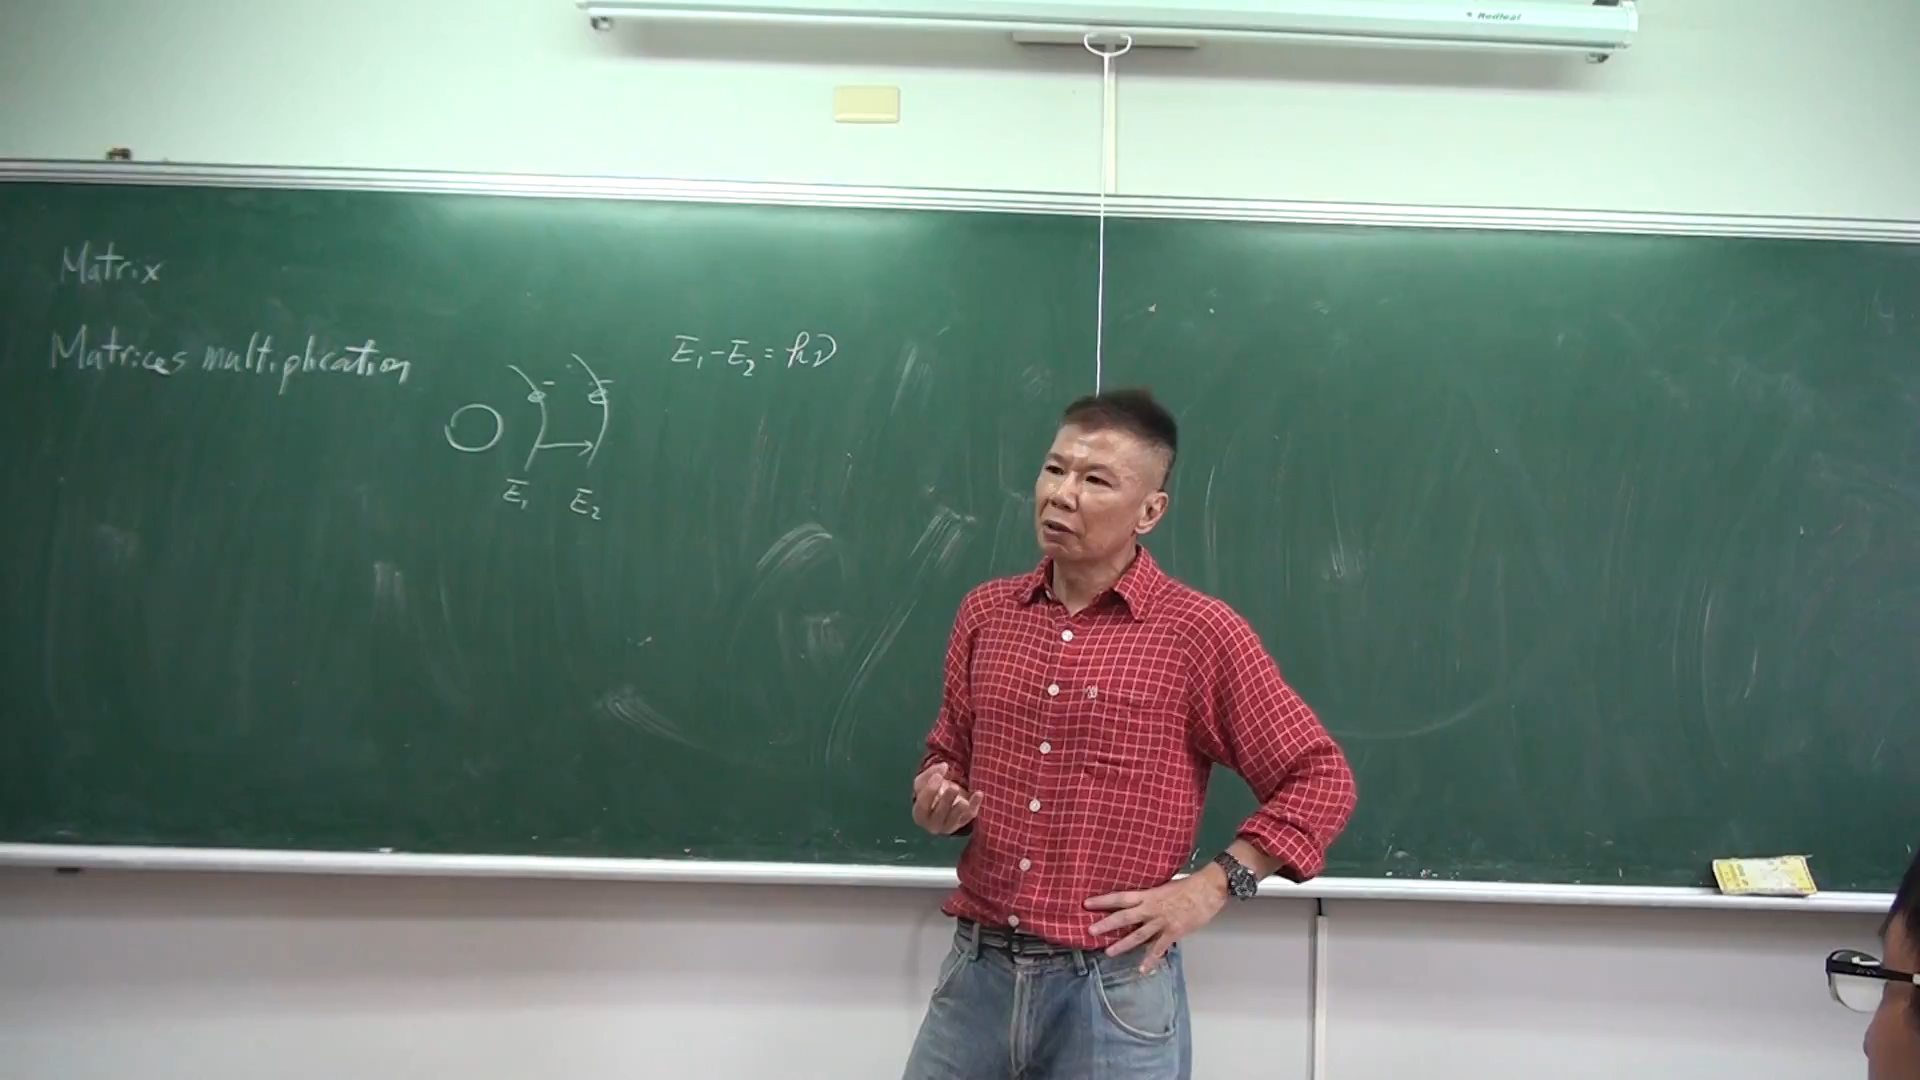 Matrix
Matrices multiplication
E₁ - E₂ = hν
E₁
E₂